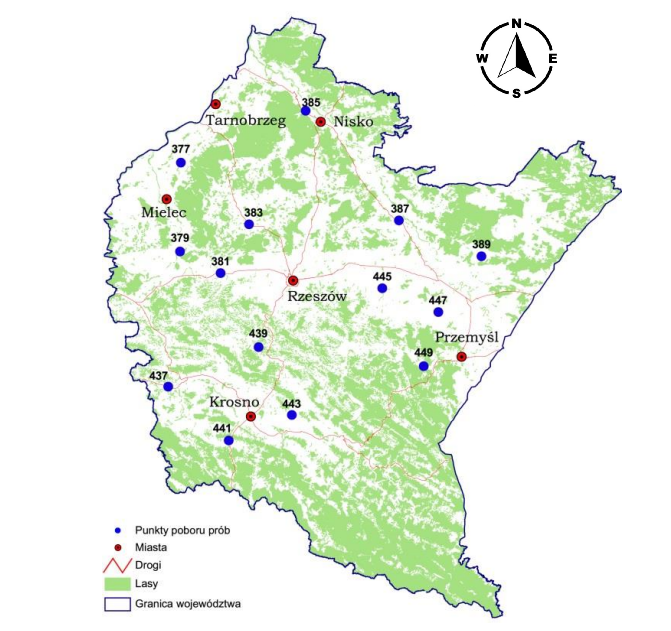 N
W E
S
385
Tarnobrzeg Nisko
377
Mielec
383
387
379
389
381
445
Rzeszów
447
439
Przemyśl
449
437
Krosno
443
441
Punkty poboru prób
Miasta
Drogi
Lasy
Granica województwa